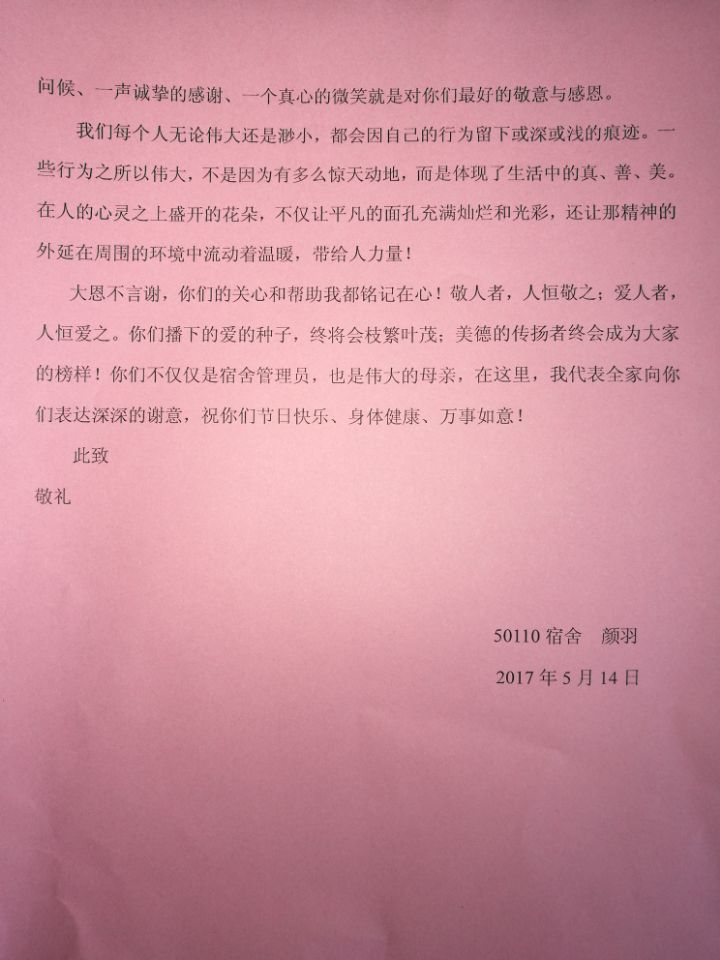 问候、一声诚挚的感谢、一个真心的微笑就是对你们最好的敬意与感恩。
我们每个人无论伟大还是渺小，都会因自己的行为留下或深或浅的痕迹。一
些行为之所以伟大，不是因为有多么惊天动地，而是体现了生活中的真、善、美。
在人的心灵之上盛开的花朵，不仅让平凡的面孔充满灿烂和光彩，还让那精神的
外延在周围的环境中流动着温暖，带给人力量！
大恩不言谢，你们的关心和帮助我都铭记在心！敬人者，人恒敬之；爱人者，
人恒爱之。你们播下的爱的种子，终将会枝繁叶茂；美德的传扬者终会成为大家
的榜样！你们不仅仅是宿舍管理员，也是伟大的母亲，在这里，我代表全家向你
们表达深深的谢意，祝你们节日快乐、身体健康、万事如意！
此致
敬礼
50110 宿舍　颜羽
2017 年 5 月 14 日